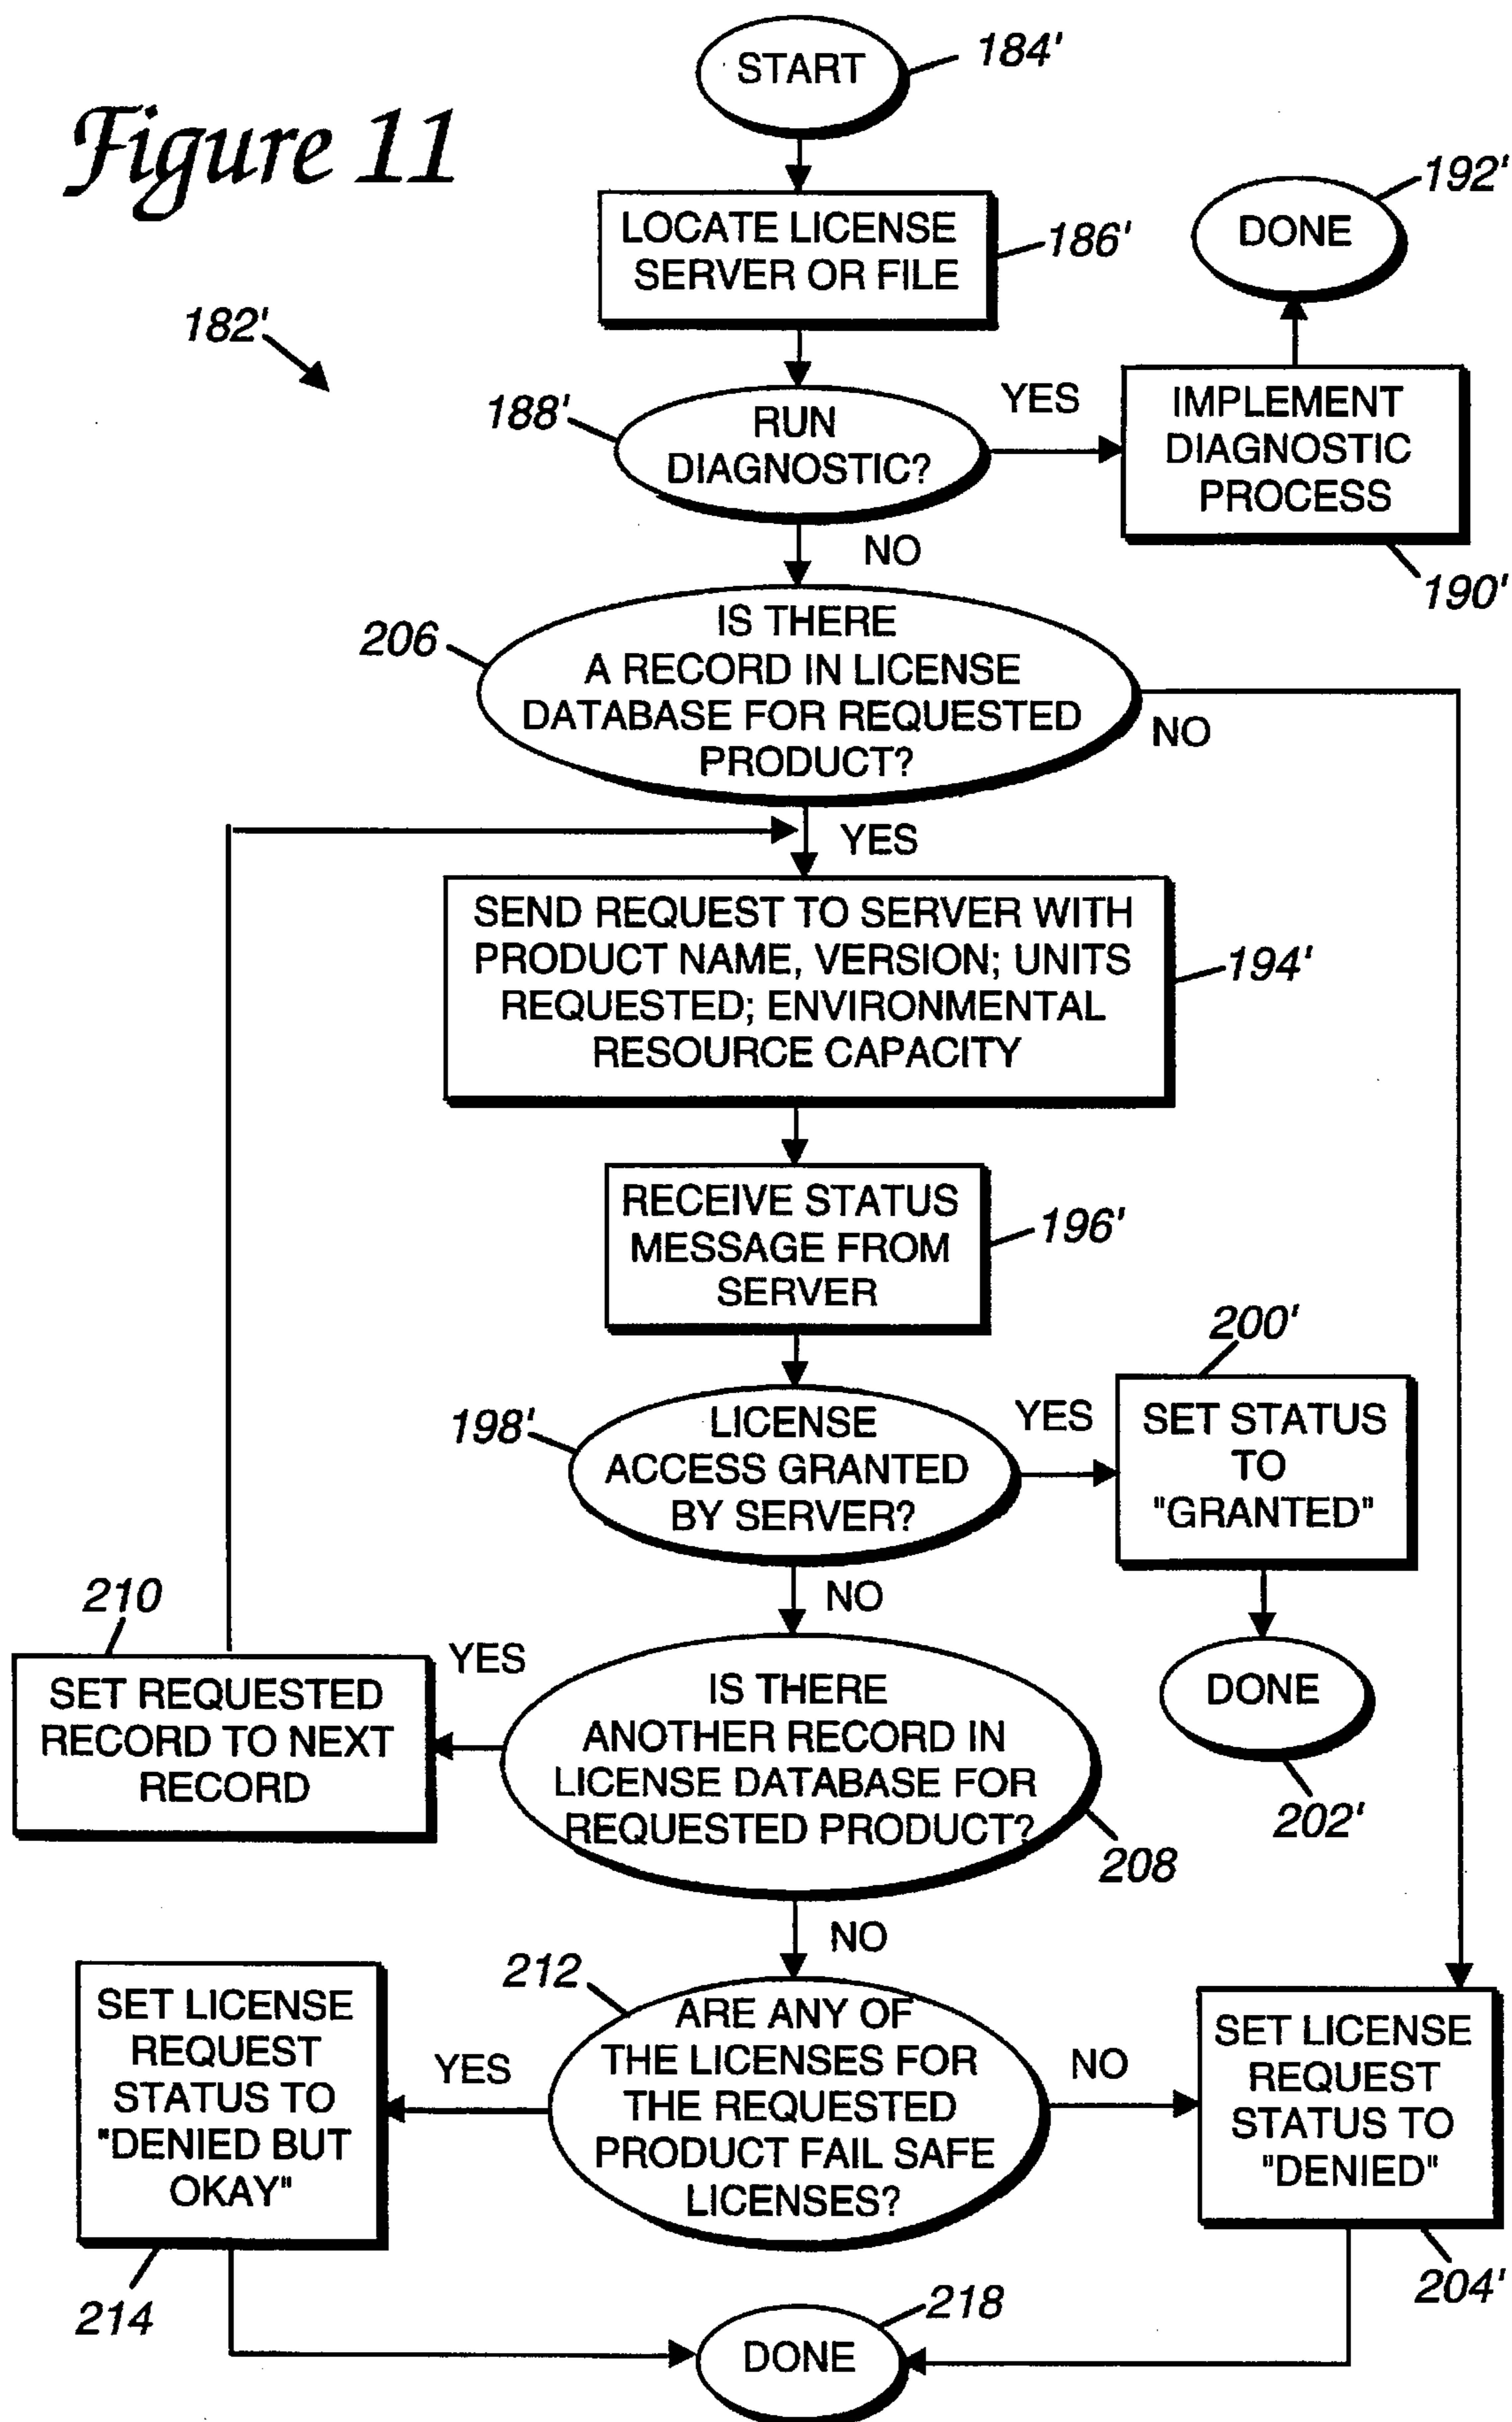 Figure 11
START
184'
LOCATE LICENSE
SERVER OR FILE
186'
192'
DONE
182'
188'
RUN
DIAGNOSTIC?
YES
IMPLEMENT
DIAGNOSTIC
PROCESS
190'
NO
206
IS THERE
A RECORD IN LICENSE
DATABASE FOR REQUESTED
PRODUCT?
NO
YES
SEND REQUEST TO SERVER WITH
PRODUCT NAME, VERSION; UNITS
REQUESTED; ENVIRONMENTAL
RESOURCE CAPACITY
194'
RECEIVE STATUS
MESSAGE FROM
SERVER
196'
198'
LICENSE
ACCESS GRANTED
BY SERVER?
YES
200'
SET STATUS
TO
"GRANTED"
NO
DONE
202'
210
SET REQUESTED
RECORD TO NEXT
RECORD
YES
IS THERE
ANOTHER RECORD IN
LICENSE DATABASE FOR
REQUESTED PRODUCT?
208
NO
212
ARE ANY OF
THE LICENSES FOR
THE REQUESTED
PRODUCT FAIL SAFE
LICENSES?
YES
SET LICENSE
REQUEST
STATUS TO
"DENIED BUT
OKAY"
214
NO
SET LICENSE
REQUEST
STATUS TO
"DENIED"
204'
218
DONE